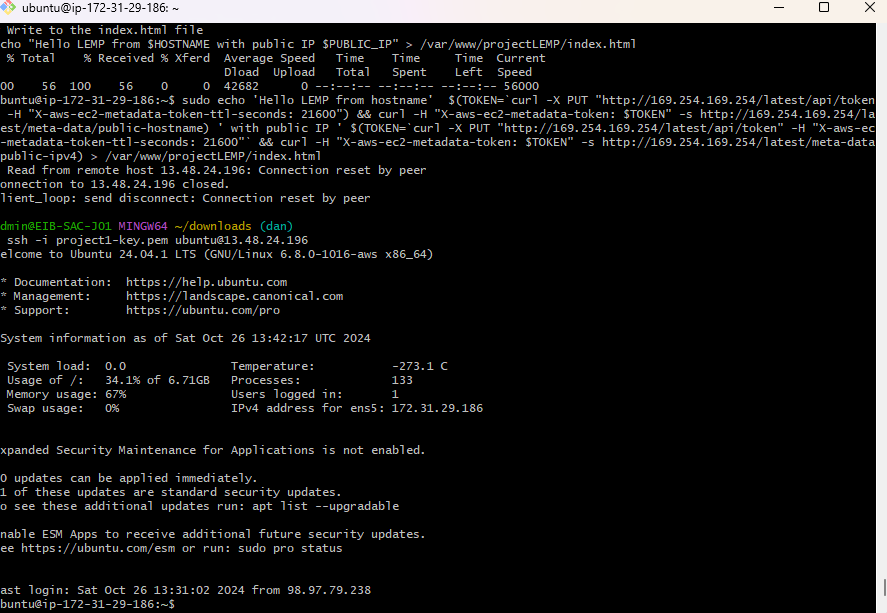 ubuntu@ip-172-31-29-186: ~
Write to the index.html file
cho "Hello LEMP from $HOSTNAME with public IP $PUBLIC_IP" > /var/www/projectLEMP/index.html
% Total    % Received % Xferd  Average Speed   Time    Time     Time  Current
Dload  Upload   Total   Spent    Left  Speed
00    56  100    56    0     0  42682      0 --:--:-- --:--:-- --:--:-- 56000
buntu@ip-172-31-29-186:~$ sudo echo 'Hello LEMP from hostname'  $(TOKEN=`curl -X PUT "http://169.254.169.254/latest/api/token
-H "X-aws-ec2-metadata-token-ttl-seconds: 21600") && curl -H "X-aws-ec2-metadata-token: $TOKEN" -s http://169.254.169.254/la
est/meta-data/public-hostname) ' with public IP ' $(TOKEN=`curl -X PUT "http://169.254.169.254/latest/api/token" -H "X-aws-ec
-metadata-token-ttl-seconds: 21600"` && curl -H "X-aws-ec2-metadata-token: $TOKEN" -s http://169.254.169.254/latest/meta-data
public-ipv4) > /var/www/projectLEMP/index.html
Read from remote host 13.48.24.196: Connection reset by peer
onnection to 13.48.24.196 closed.
lient_loop: send disconnect: Connection reset by peer
dmin@EIB-SAC-JO1 MINGW64 ~/downloads (dan)
ssh -i project1-key.pem ubuntu@13.48.24.196
elcome to Ubuntu 24.04.1 LTS (GNU/Linux 6.8.0-1016-aws x86_64)
* Documentation:  https://help.ubuntu.com
* Management:     https://landscape.canonical.com
* Support:        https://ubuntu.com/pro
System information as of Sat Oct 26 13:42:17 UTC 2024
System load:  0.0               Temperature:           -273.1 C
Usage of /:   34.1% of 6.71GB   Processes:             133
Memory usage: 67%               Users logged in:       1
Swap usage:   0%                IPv4 address for ens5: 172.31.29.186
xpanded Security Maintenance for Applications is not enabled.
0 updates can be applied immediately.
1 of these updates are standard security updates.
o see these additional updates run: apt list --upgradable
nable ESM Apps to receive additional future security updates.
ee https://ubuntu.com/esm or run: sudo pro status
ast login: Sat Oct 26 13:31:02 2024 from 98.97.79.238
buntu@ip-172-31-29-186:~$